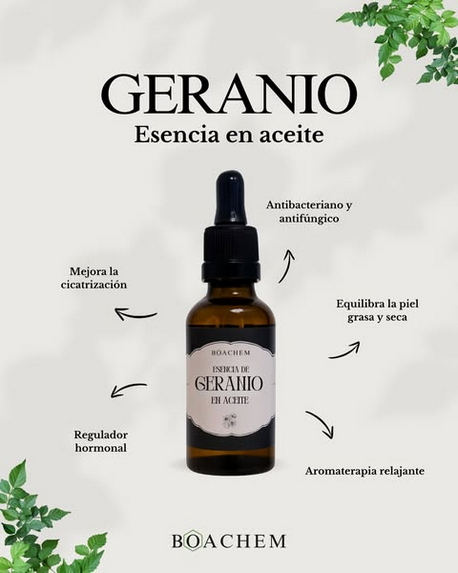 GERANIO
Esencia en aceite
Antibacteriano y
antifúngico
Mejora la
cicatrización
Equilibra la piel
grasa y seca
BOACHEM
ESENCIA DE
GERANIO
EN ACEITE
Regulador
hormonal
Aromaterapia relajante
BOACHEM